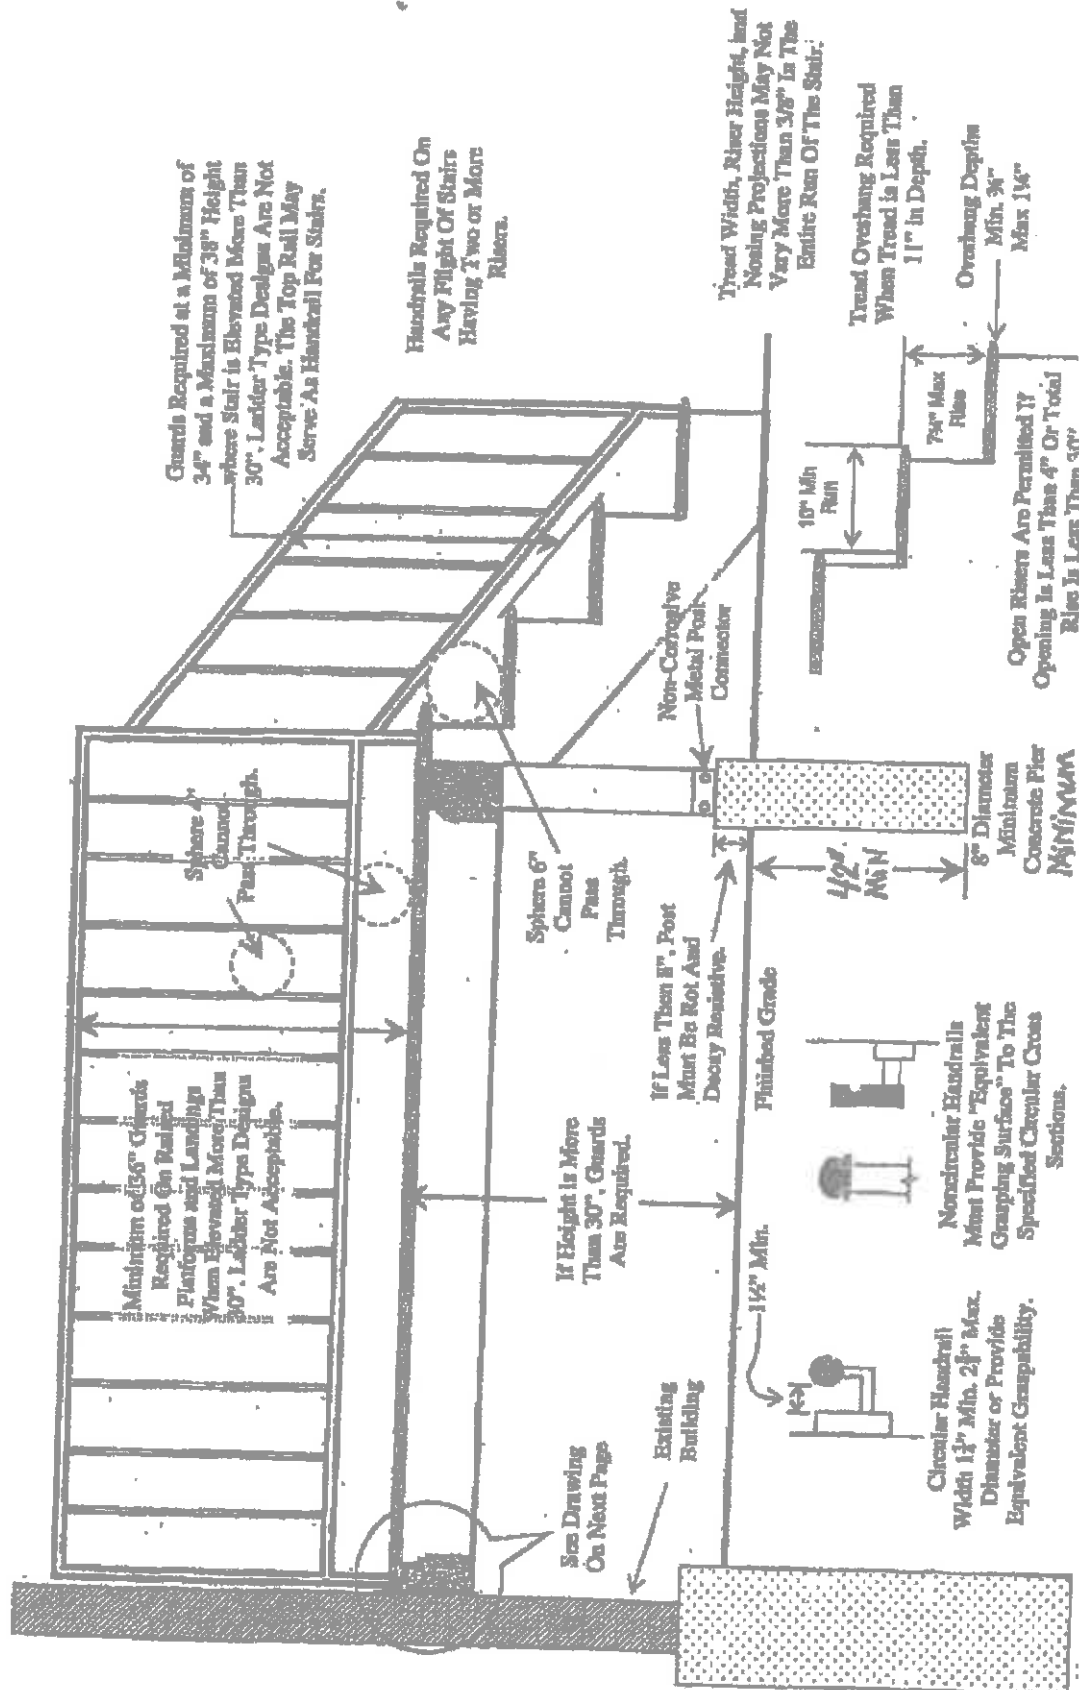 Guards Required at a Minimum of
34" and a Maximum of 38" Height
where Stair is Elevated More Than
30". Ladder Type Designs Are Not
Acceptable. The Top Rail May
Serve As Handrail For Stairs.
Handrails Required On
Any Flight Of Stairs
Having Two or More
Risers.
Tread Width, Riser Height, and
Nosing Projections May Not
Vary More Than 3/8" In The
Entire Run Of The Stair.
Tread Overhang Required
When Tread is Less Than
11" in Depth.
Overhang Depths
Min. ¾"
Max 1¼"
10" Min
Run
7¾" Max
Rise
Open Risers Are Permitted If
Opening Is Less Than 4" Or Total
Rise Is Less Than 30"
Sphere 4"
Cannot
Pass Through.
Minimum of 36" Guards
Required On Raised
Platforms and Landings
When Elevated More Than
30". Ladder Type Designs
Are Not Acceptable.
Sphere 6"
Cannot
Pass
Through.
Non-Corrosive
Metal Post
Connector
If Less Then 8", Post
Must Be Rot And
Decay Resistive.
Finished Grade
42"
MIN
8" Diameter
Minimum
Concrete Pier
MINIMUM
If Height is More
Than 30", Guards
Are Required.
See Drawing
On Next Page
Existing
Building
1½" Min.
Circular Handrail
Width 1¼" Min. 2⅝" Max.
Diameter or Provide
Equivalent Graspability.
Noncircular Handrails
Must Provide "Equivalent
Grasping Surface" To The
Specified Circular Cross
Sections.